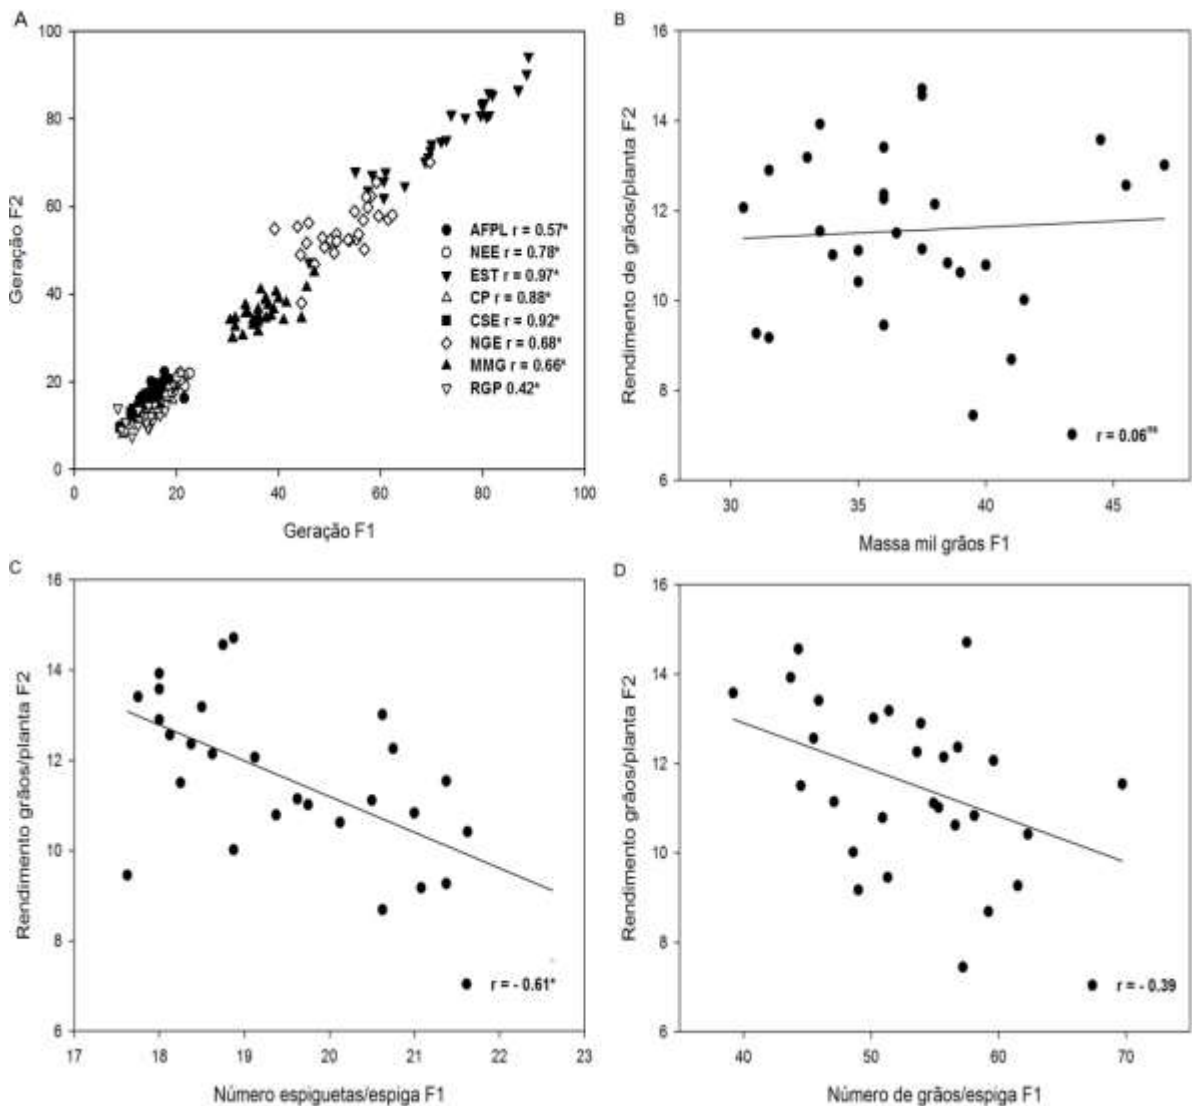 A
100
80
60
40
20
0
Geração F2
AFPL r = 0.57*
NEE r = 0.78*
EST r = 0.97*
CP r = 0.88*
CSE r = 0.92*
NGE r = 0.68*
MMG r = 0.66*
RGP 0.42*
0 20 40 60 80 100
Geração F1
B
16
14
12
10
8
6
Rendimento de grãos/planta F2
r = 0.06ns
30 35 40 45
Massa mil grãos F1
C
16
14
12
10
8
6
Rendimento grãos/planta F2
r = - 0.61*
17 18 19 20 21 22 23
Número espiguetas/espiga F1
D
16
14
12
10
8
6
Rendimento grãos/planta F2
r = - 0.39
40 50 60 70
Número de grãos/espiga F1